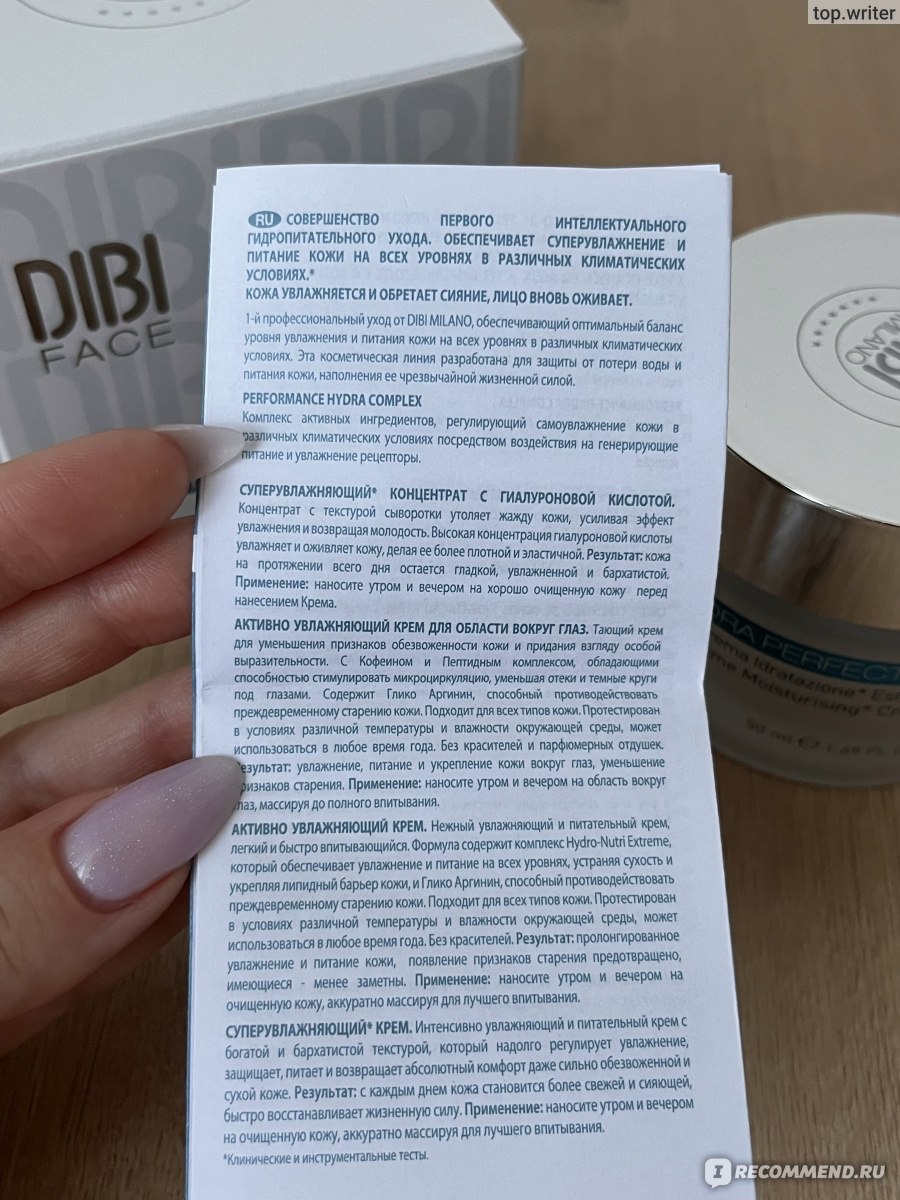 top.writer
DIBI
FACE
RU СОВЕРШЕНСТВО ПЕРВОГО ИНТЕЛЛЕКТУАЛЬНОГО
ГИДРОПИТАТЕЛЬНОГО УХОДА. ОБЕСПЕЧИВАЕТ СУПЕРУВЛАЖНЕНИЕ И
ПИТАНИЕ КОЖИ НА ВСЕХ УРОВНЯХ В РАЗЛИЧНЫХ КЛИМАТИЧЕСКИХ
УСЛОВИЯХ.*
КОЖА УВЛАЖНЯЕТСЯ И ОБРЕТАЕТ СИЯНИЕ, ЛИЦО ВНОВЬ ОЖИВАЕТ.
1-й профессиональный уход от DIBI MILANO, обеспечивающий оптимальный баланс
уровня увлажнения и питания кожи на всех уровнях в различных климатических
условиях. Эта косметическая линия разработана для защиты от потери воды и
питания кожи, наполнения ее чрезвычайной жизненной силой.
PERFORMANCE HYDRA COMPLEX
Комплекс активных ингредиентов, регулирующий самоувлажнение кожи в
различных климатических условиях посредством воздействия на генерирующие
питание и увлажнение рецепторы.
СУПЕРУВЛАЖНЯЮЩИЙ* КОНЦЕНТРАТ С ГИАЛУРОНОВОЙ КИСЛОТОЙ.
Концентрат с текстурой сыворотки утоляет жажду кожи, усиливая эффект
увлажнения и возвращая молодость. Высокая концентрация гиалуроновой кислоты
увлажняет и оживляет кожу, делая ее более плотной и эластичной. Результат: кожа
на протяжении всего дня остается гладкой, увлажненной и бархатистой.
Применение: наносите утром и вечером на хорошо очищенную кожу перед
нанесением Крема.
АКТИВНО УВЛАЖНЯЮЩИЙ КРЕМ ДЛЯ ОБЛАСТИ ВОКРУГ ГЛАЗ. Тающий крем
для уменьшения признаков обезвоженности кожи и придания взгляду особой
выразительности. С Кофеином и Пептидным комплексом, обладающими
способностью стимулировать микроциркуляцию, уменьшая отеки и темные круги
под глазами. Содержит Глико Аргинин, способный противодействовать
преждевременному старению кожи. Подходит для всех типов кожи. Протестирован
в условиях различной температуры и влажности окружающей среды, может
использоваться в любое время года. Без красителей и парфюмерных отдушек.
Результат: увлажнение, питание и укрепление кожи вокруг глаз, уменьшение
признаков старения. Применение: наносите утром и вечером на область вокруг
глаз, массируя до полного впитывания.
АКТИВНО УВЛАЖНЯЮЩИЙ КРЕМ. Нежный увлажняющий и питательный крем,
легкий и быстро впитывающийся. Формула содержит комплекс Hydro-Nutri Extreme,
который обеспечивает увлажнение и питание на всех уровнях, устраняя сухость и
укрепляя липидный барьер кожи, и Глико Аргинин, способный противодействовать
преждевременному старению кожи. Подходит для всех типов кожи. Протестирован
в условиях различной температуры и влажности окружающей среды, может
использоваться в любое время года. Без красителей. Результат: пролонгированное
увлажнение и питание кожи, появление признаков старения предотвращено,
имеющиеся - менее заметны. Применение: наносите утром и вечером на
очищенную кожу, аккуратно массируя для лучшего впитывания.
СУПЕРУВЛАЖНЯЮЩИЙ* КРЕМ. Интенсивно увлажняющий и питательный крем с
богатой и бархатистой текстурой, который надолго регулирует увлажнение,
защищает, питает и возвращает абсолютный комфорт даже сильно обезвоженной и
сухой коже. Результат: с каждым днем кожа становится более свежей и сияющей,
быстро восстанавливает жизненную силу. Применение: наносите утром и вечером
на очищенную кожу, аккуратно массируя для лучшего впитывания.
*Клинические и инструментальные тесты.
PERFECT
Idratazione*
Moisturising*
50 ml
IRECOMMEND.RU